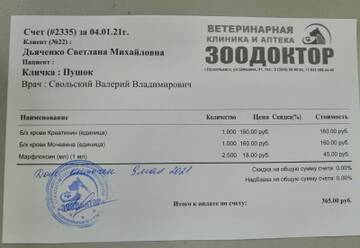 Счет (#2335) за 04.01.21г.
Клиент (№22) :
Дьяченко Светлана Михайловна
Пациент :
Кличка : Пушок
Врач : Свольский Валерий Владимирович
ВЕТЕРИНАРНАЯ
КЛИНИКА И АПТЕКА
ЗООДОКТОР
Наименование Количество Цена Скидка(%) Стоимость
Б/х крови Креатинин (единица) 1.000 160.00 руб. 160.00 руб.
Б/х крови Мочевина (единица) 1.000 160.00 руб. 160.00 руб.
Марфлоксин (мл) (1 мл) 2.500 18.00 руб. 45.00 руб.
Скидка на общую сумму счета: 0.00%
Надбавка на общую сумму счета: 0.00%
2021
Итого к оплате по счету: 365.00 руб.